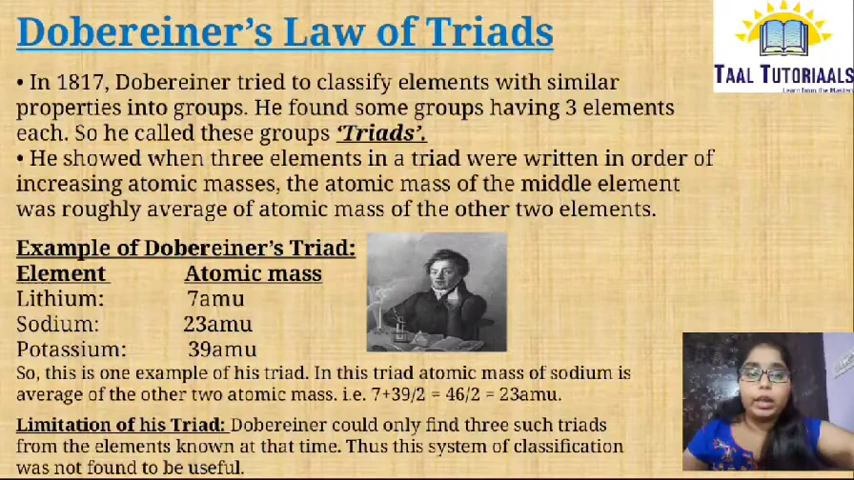 Dobereiner's Law of Triads
TAAL TUTORIAALS
Learn from the Masters
• In 1817, Dobereiner tried to classify elements with similar
properties into groups. He found some groups having 3 elements
each. So he called these groups ‘Triads’.
• He showed when three elements in a triad were written in order of
increasing atomic masses, the atomic mass of the middle element
was roughly average of atomic mass of the other two elements.
Example of Dobereiner’s Triad:
Element Atomic mass
Lithium: 7amu
Sodium: 23amu
Potassium: 39amu
So, this is one example of his triad. In this triad atomic mass of sodium is
average of the other two atomic mass. i.e. 7+39/2 = 46/2 = 23amu.
Limitation of his Triad: Dobereiner could only find three such triads
from the elements known at that time. Thus this system of classification
was not found to be useful.